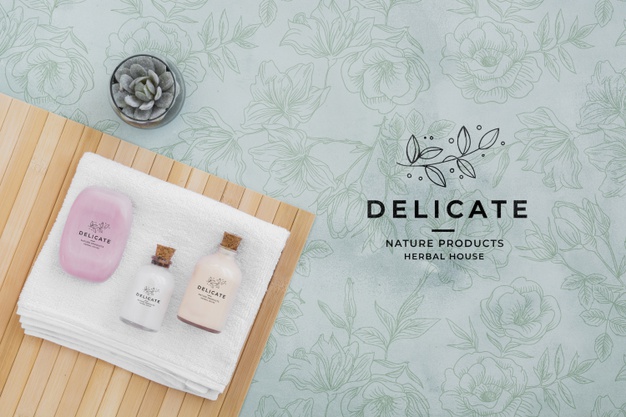 DELICATE
NATURE PRODUCTS
HERBAL HOUSE
DELICATE
DELICATE
DELICATE